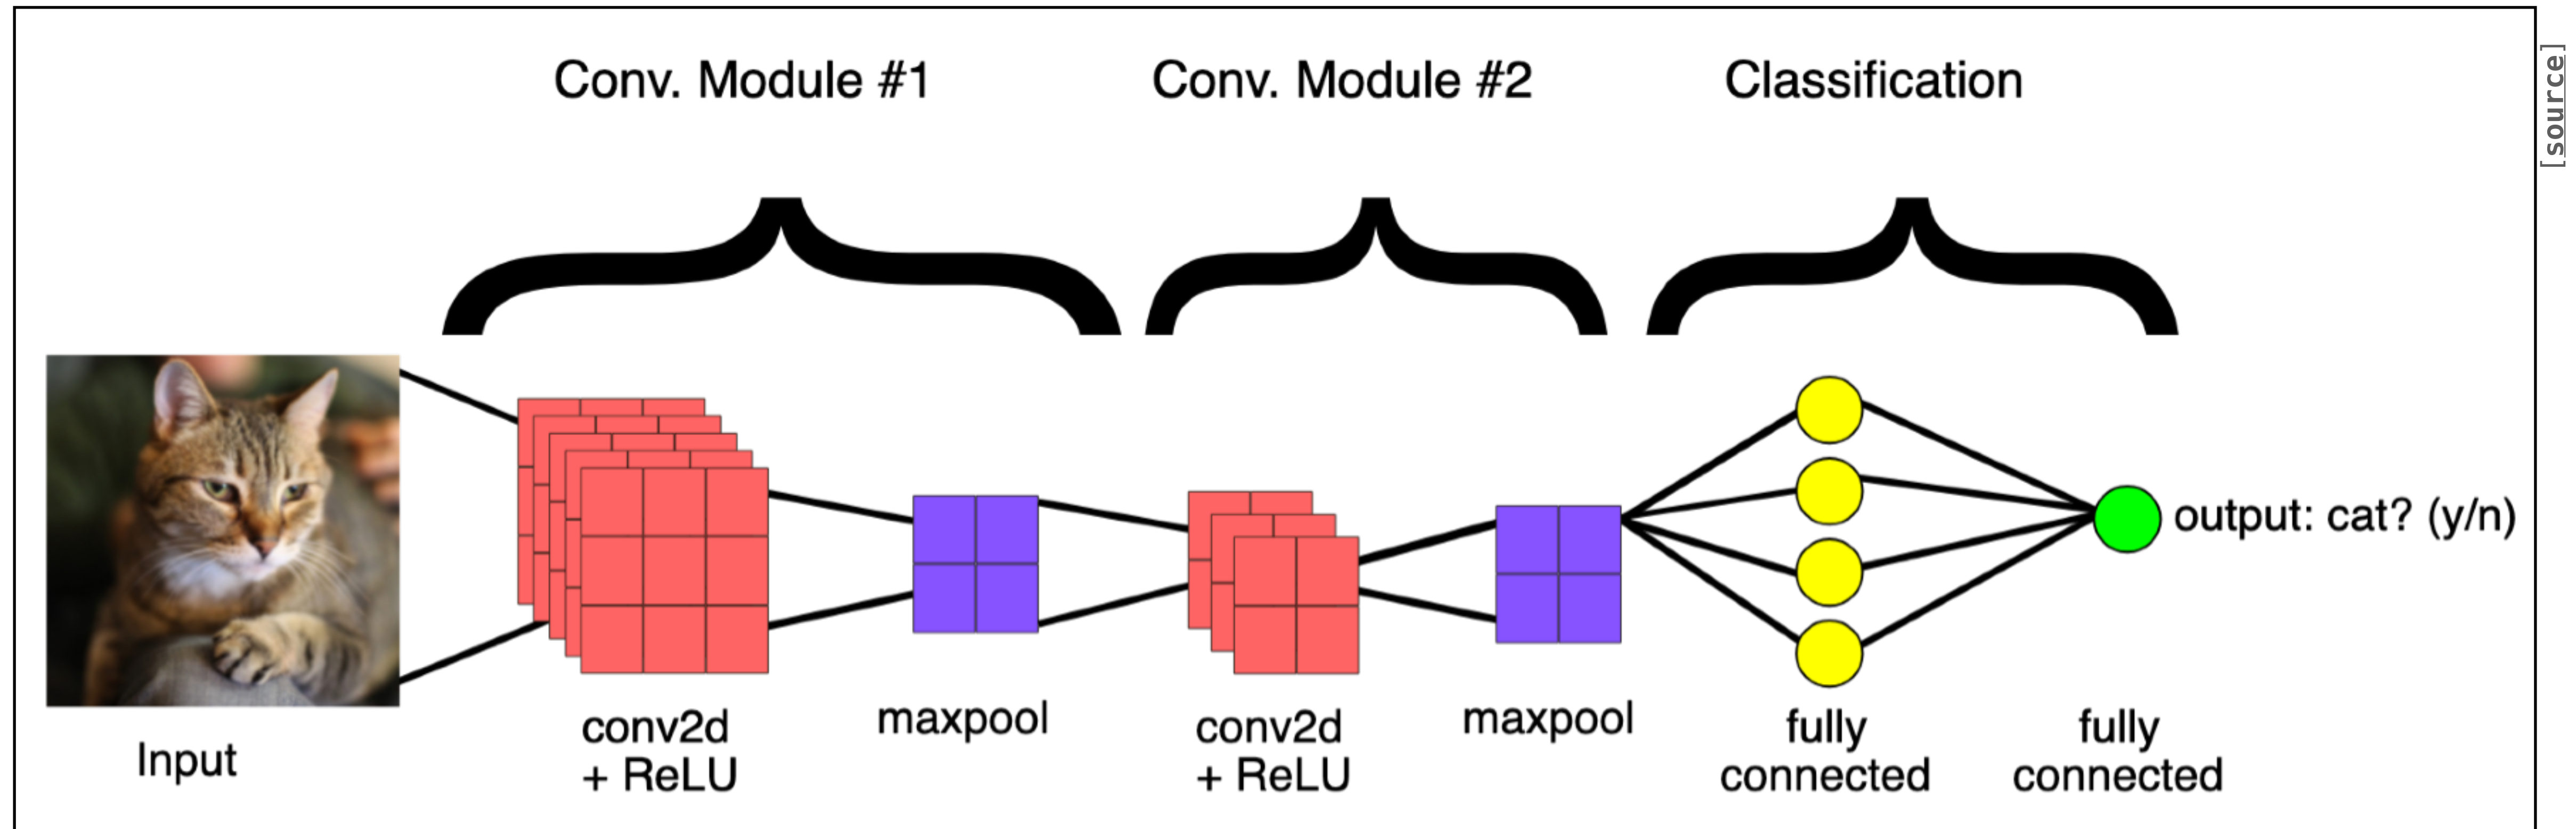 Conv. Module #1
Conv. Module #2
Classification
[source]
Input
conv2d
+ ReLU
maxpool
conv2d
+ ReLU
maxpool
fully
connected
fully
connected
output: cat? (y/n)